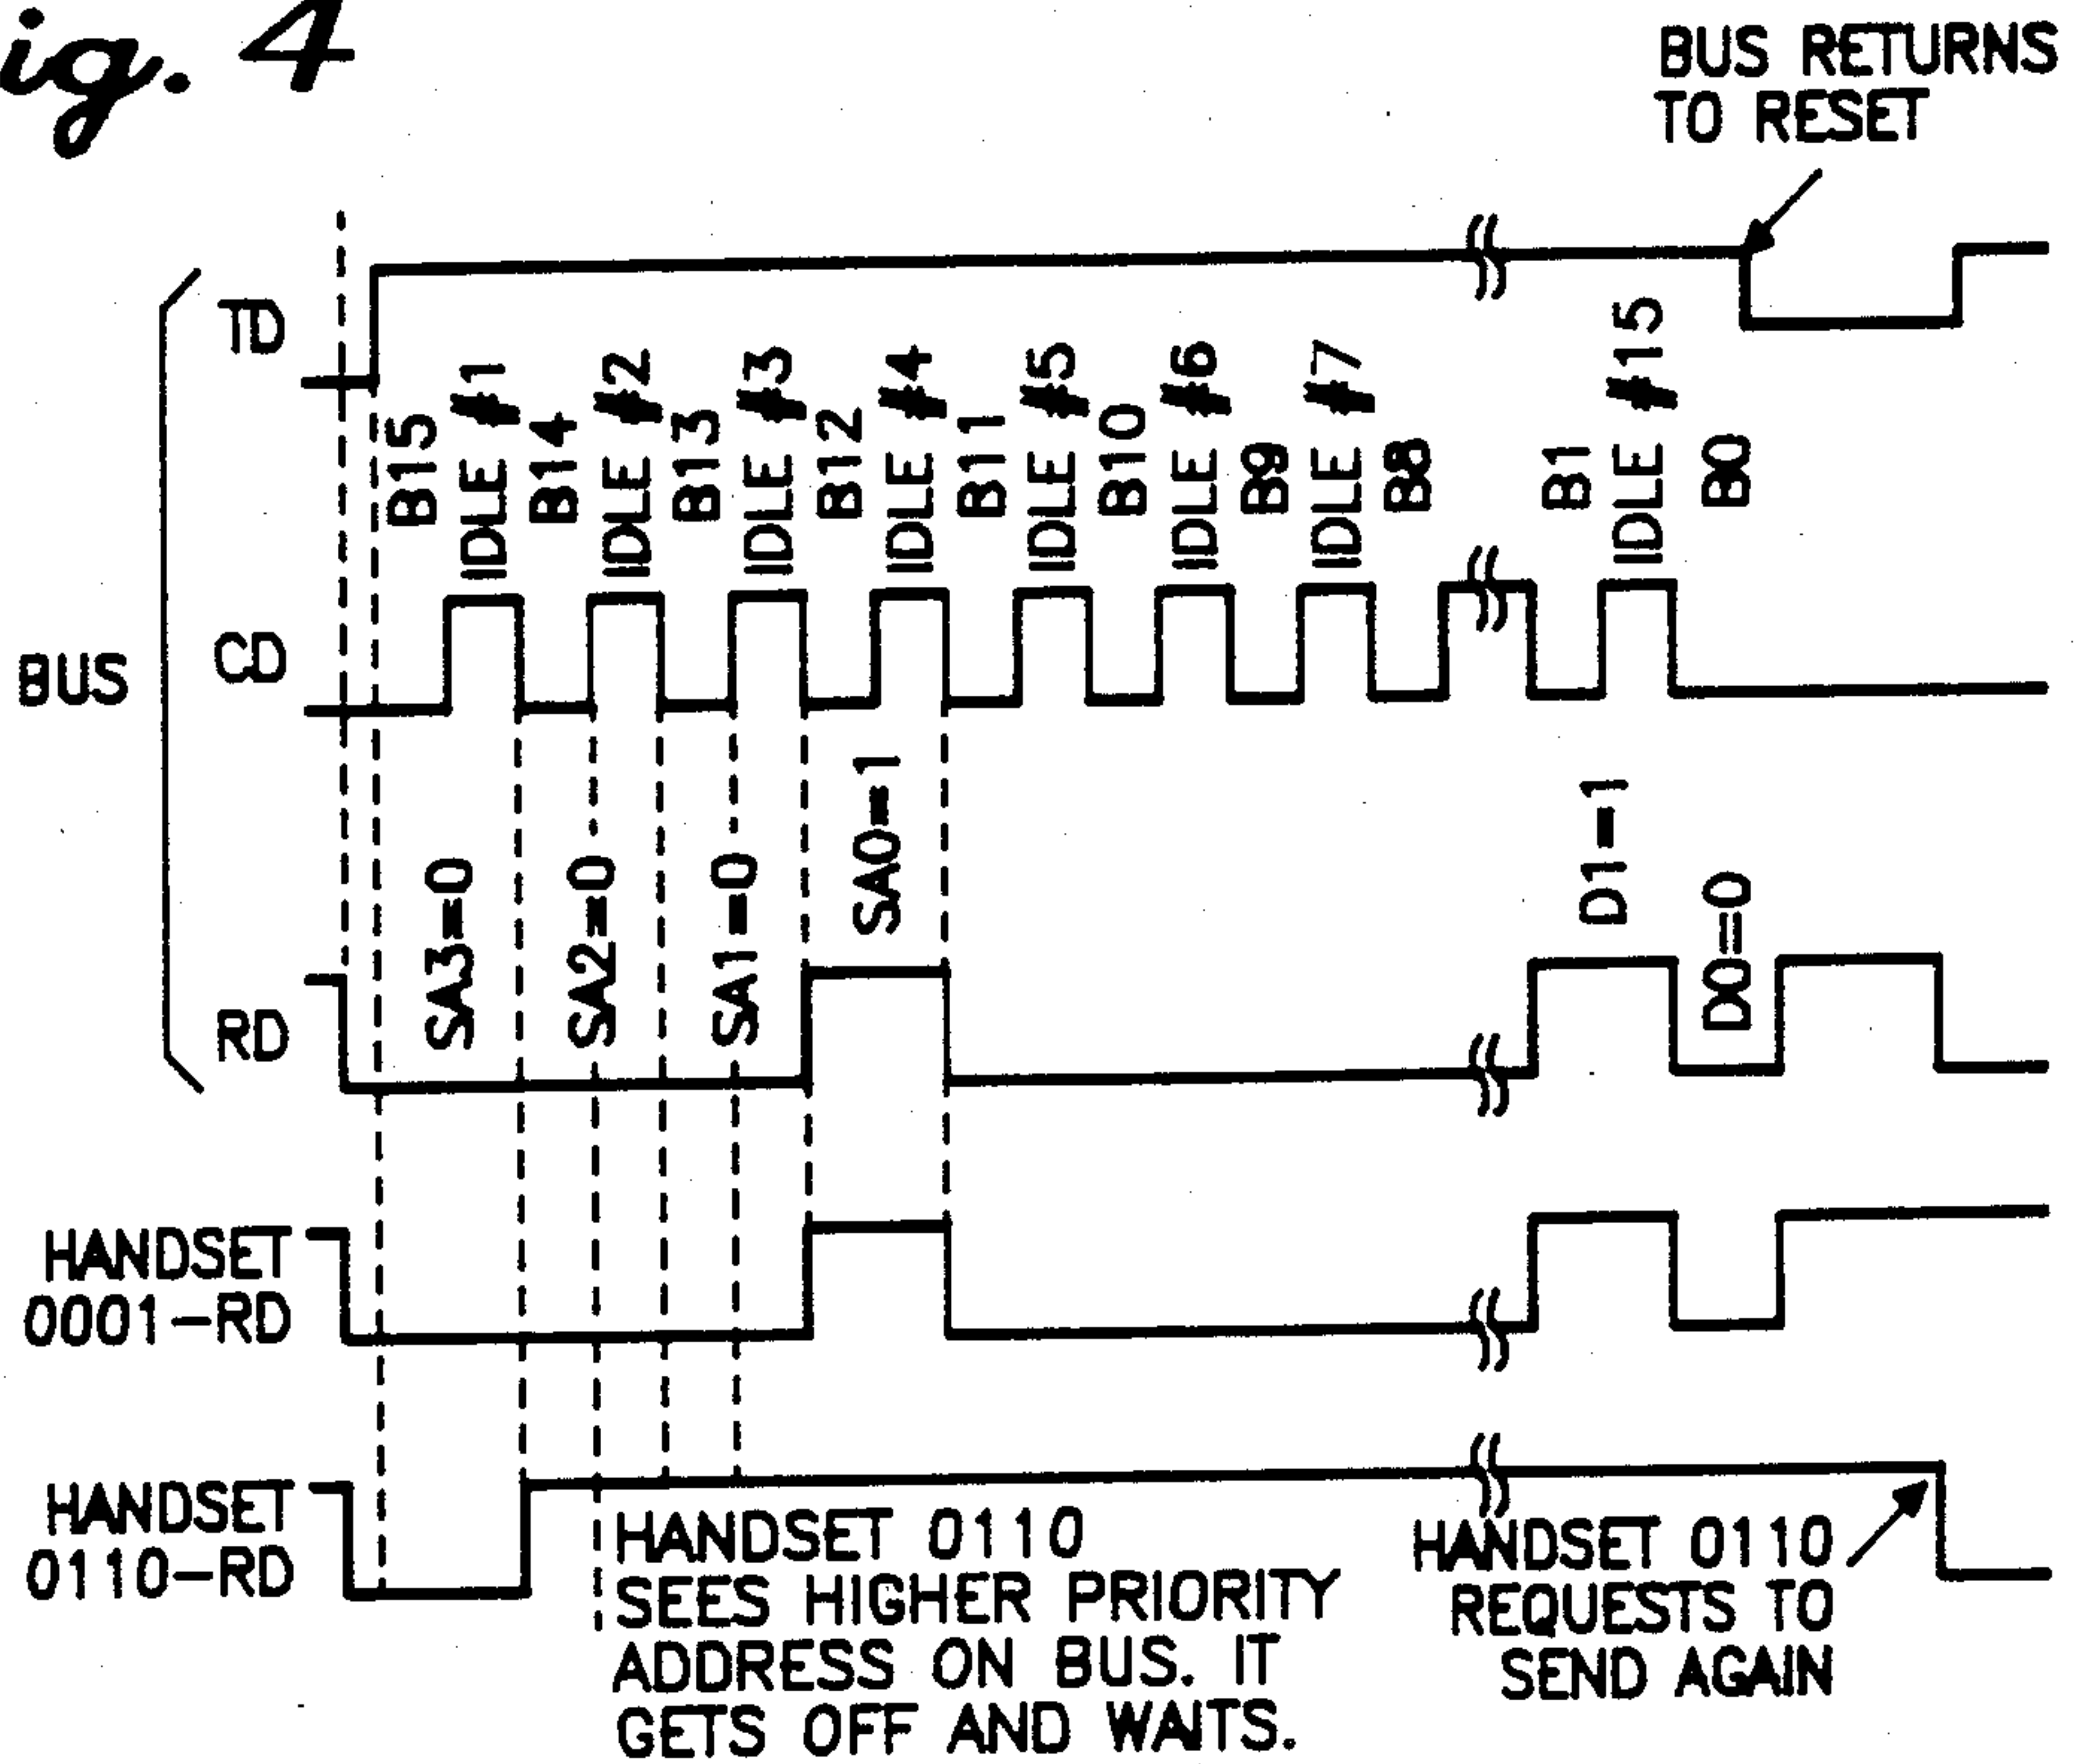 ig. 4
BUS RETURNS
TO RESET
TD
B15
IDLE #1
B14
IDLE #2
B13
IDLE #3
B12
IDLE #4
B11
IDLE #5
B10
IDLE #6
B9
IDLE #7
B8
B1
IDLE #15
B0
BUS
CD
SA3=0
SA2=0
SA1=0
SA0=1
D1=1
D0=0
RD
HANDSET
0001-RD
HANDSET
0110-RD
HANDSET 0110
SEES HIGHER PRIORITY
ADDRESS ON BUS. IT
GETS OFF AND WAITS.
HANDSET 0110
REQUESTS TO
SEND AGAIN